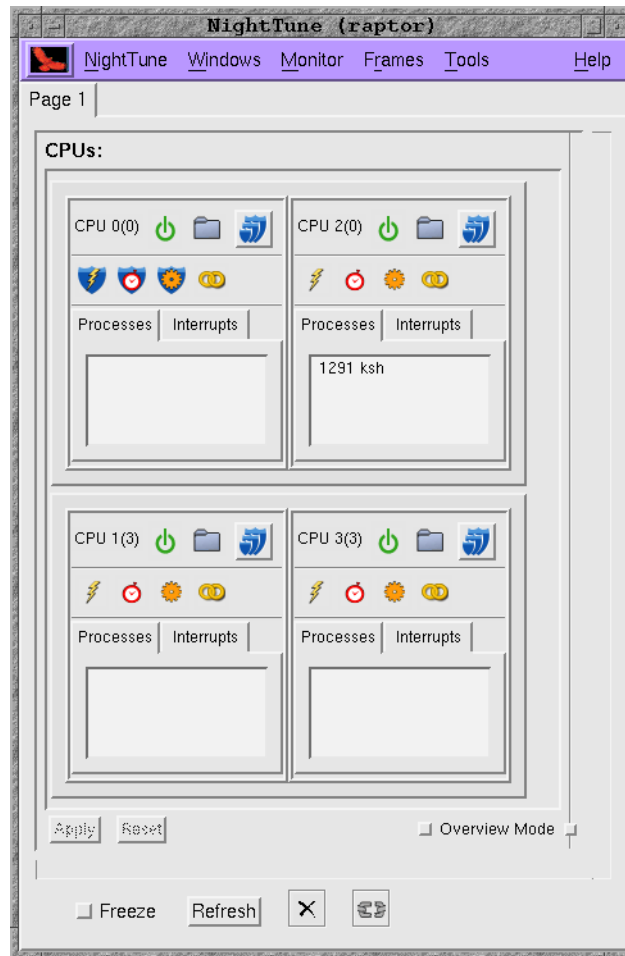 NightTune (raptor)
NightTune Windows Monitor Frames Tools Help
Page 1
CPUs:
CPU 0(0)
Processes Interrupts
CPU 2(0)
Processes Interrupts
1291 ksh
CPU 1(3)
Processes Interrupts
CPU 3(3)
Processes Interrupts
Apply Reset Overview Mode
Freeze Refresh